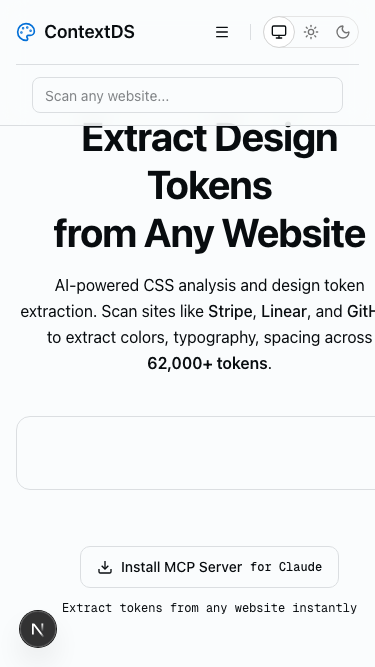 ContextDS
Scan any website...
Extract Design
Tokens
from Any Website
AI-powered CSS analysis and design token
extraction. Scan sites like Stripe, Linear, and
to extract colors, typography, spacing across
62,000+ tokens.
Install MCP Server for Claude
Extract tokens from any website instantly
N